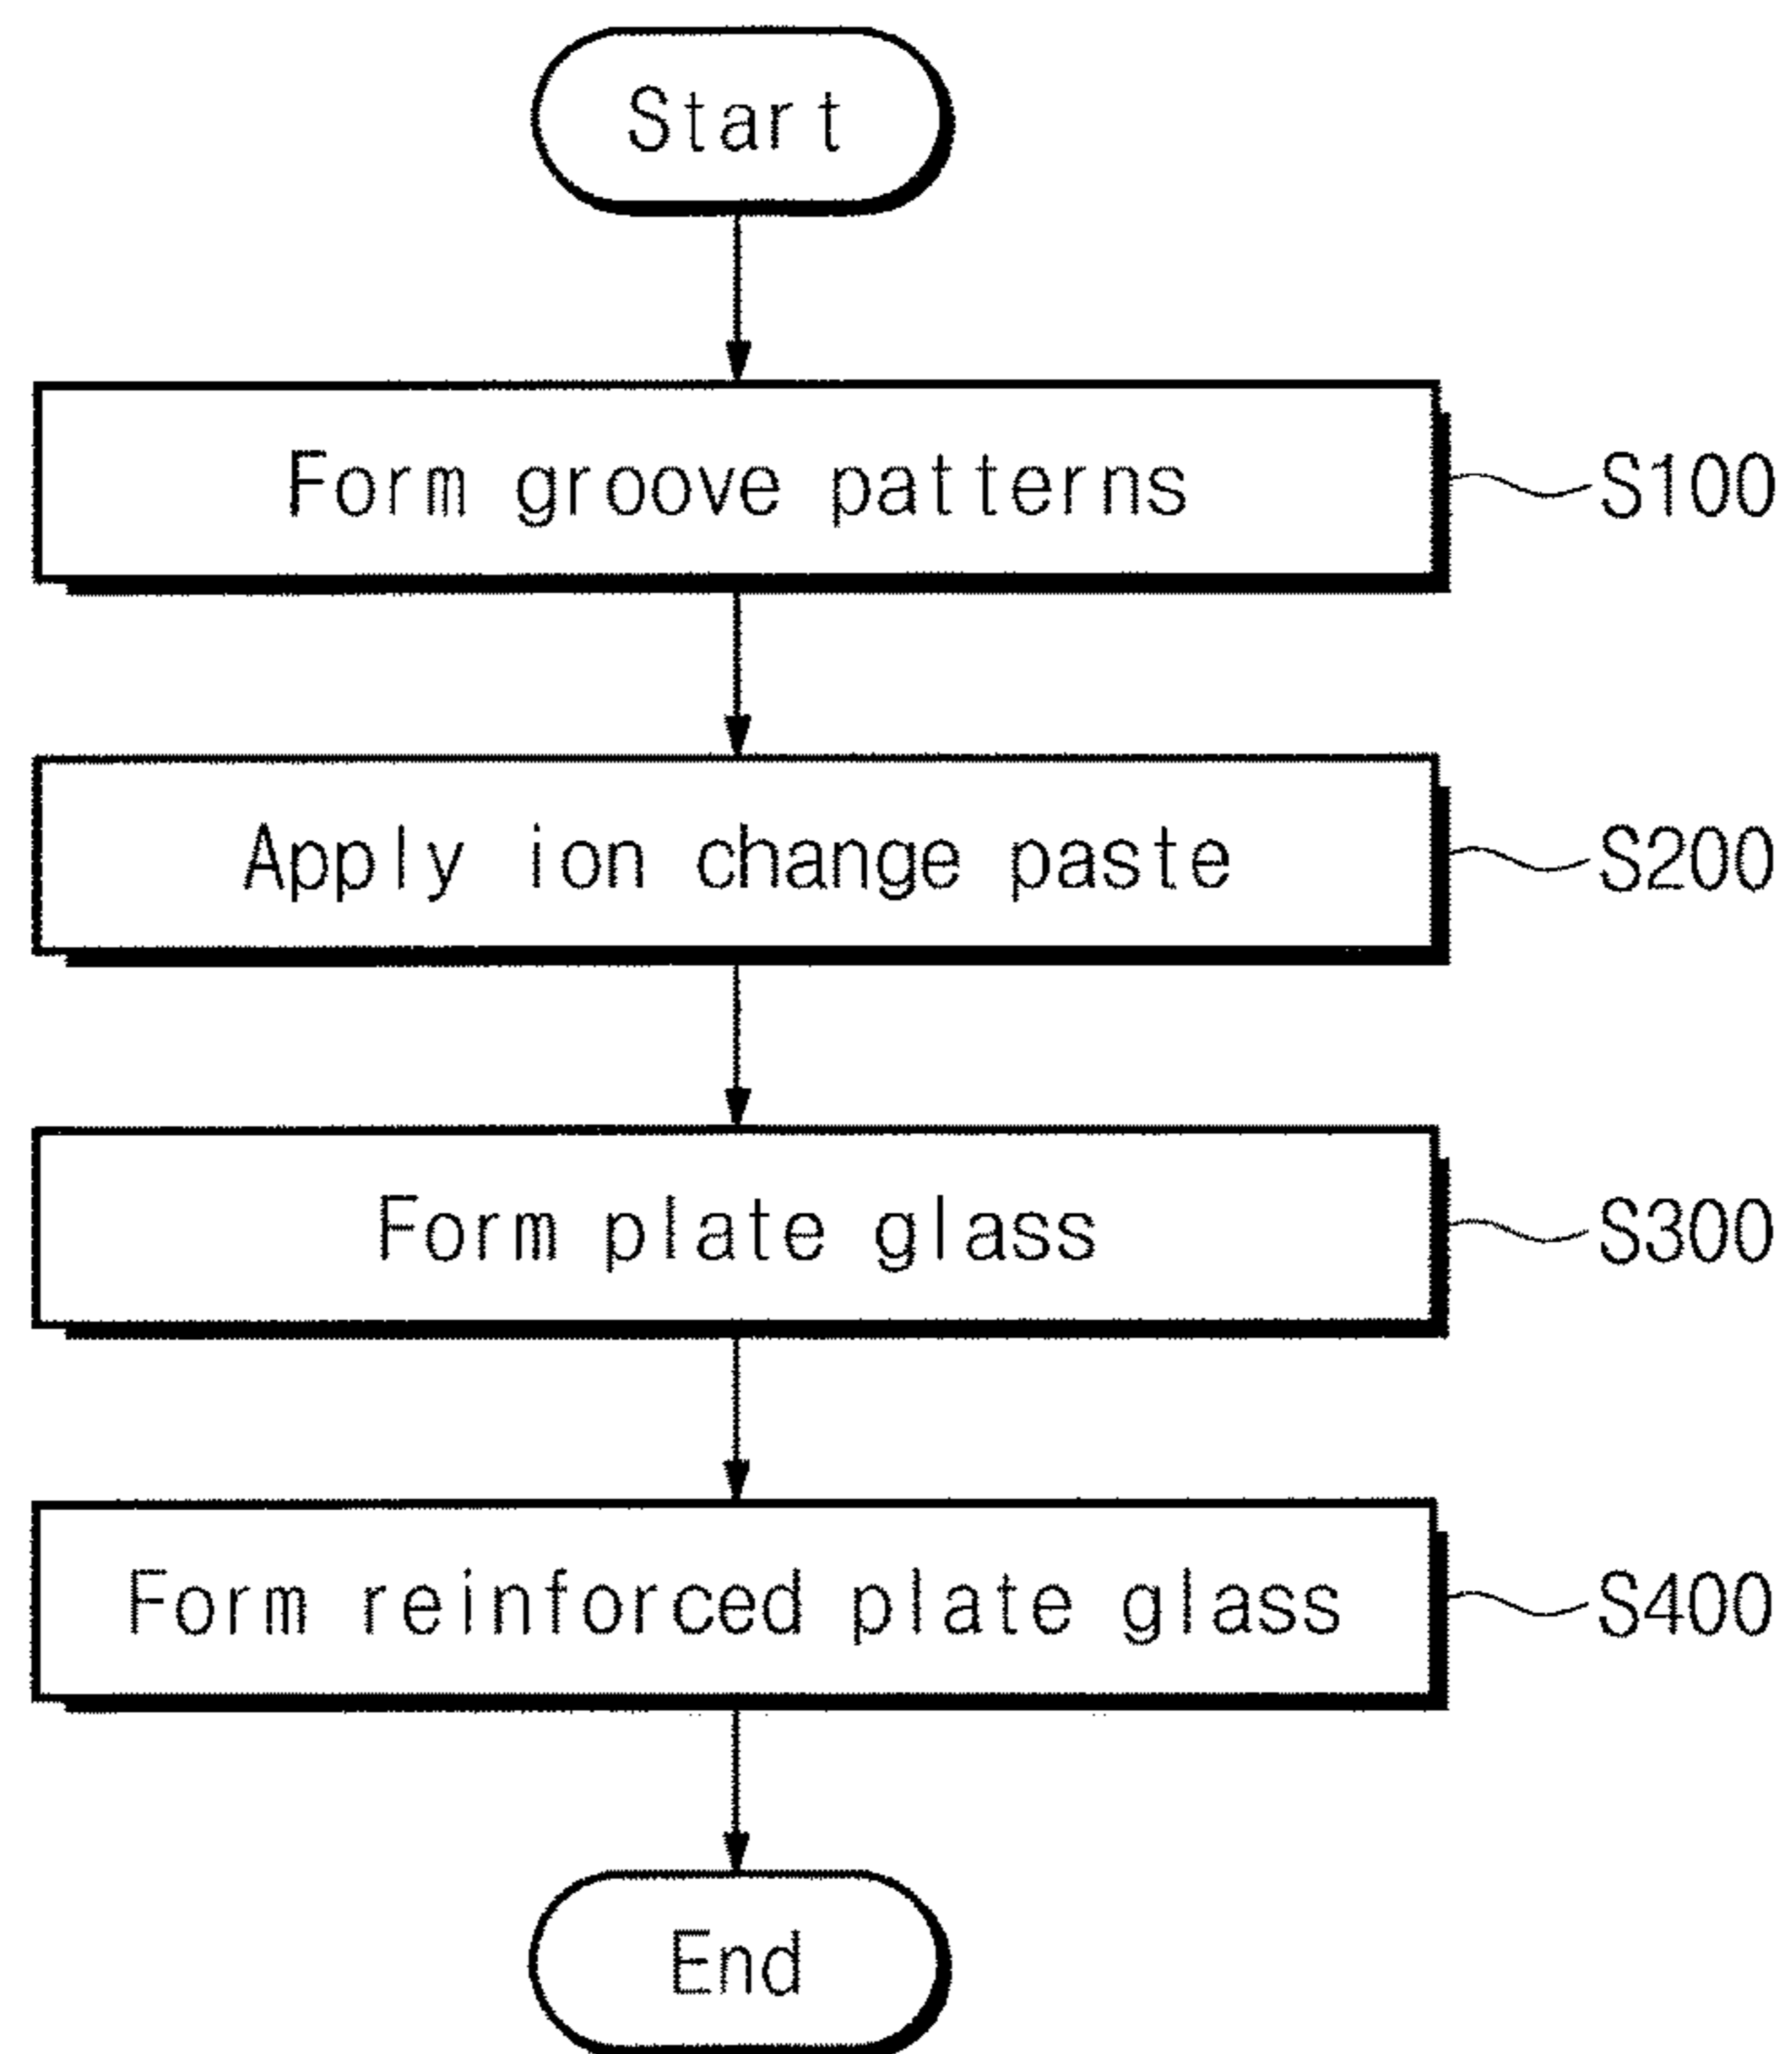 Start
Form groove patterns
S100
Apply ion change paste
S200
Form plate glass
S300
Form reinforced plate glass
S400
End